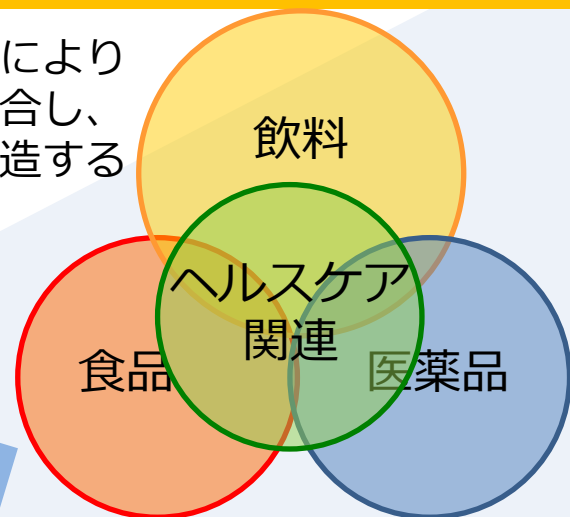 により
合し、
造する
飲料
ヘルスケア
関連
食品
医薬品